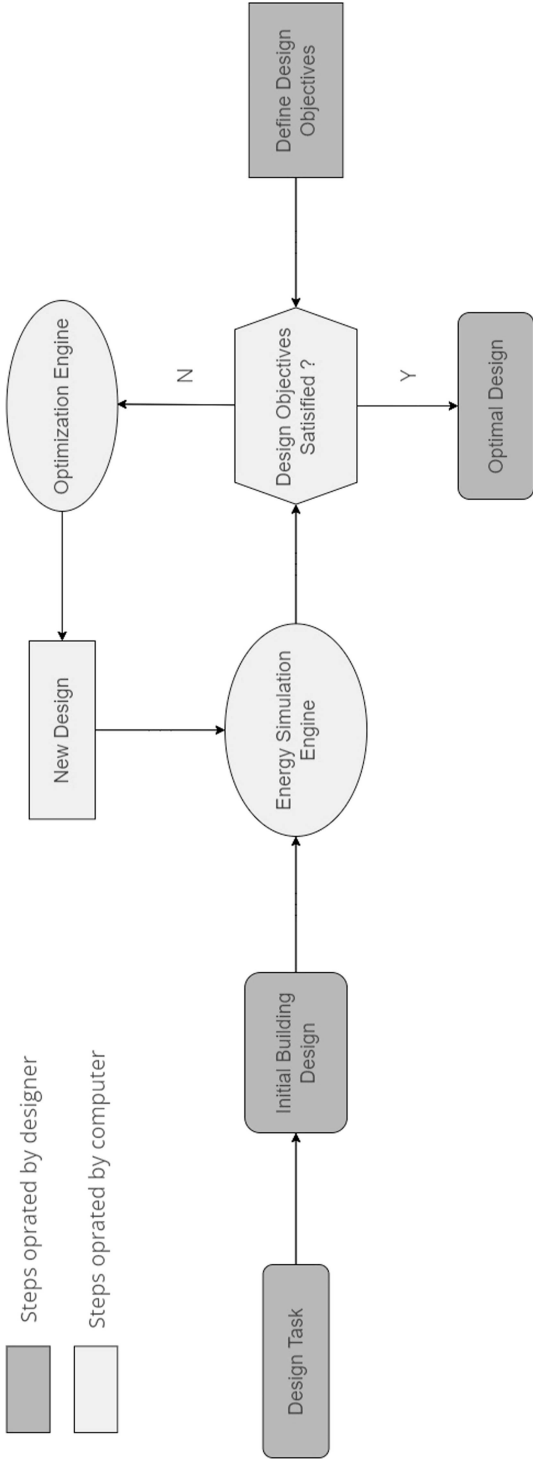 Steps oprated by designer
Steps oprated by computer
Design Task
Initial Building
Design
Energy Simulation
Engine
New Design
Optimization Engine
N
Design Objectives
Satisified ?
Y
Optimal Design
Define Design
Objectives